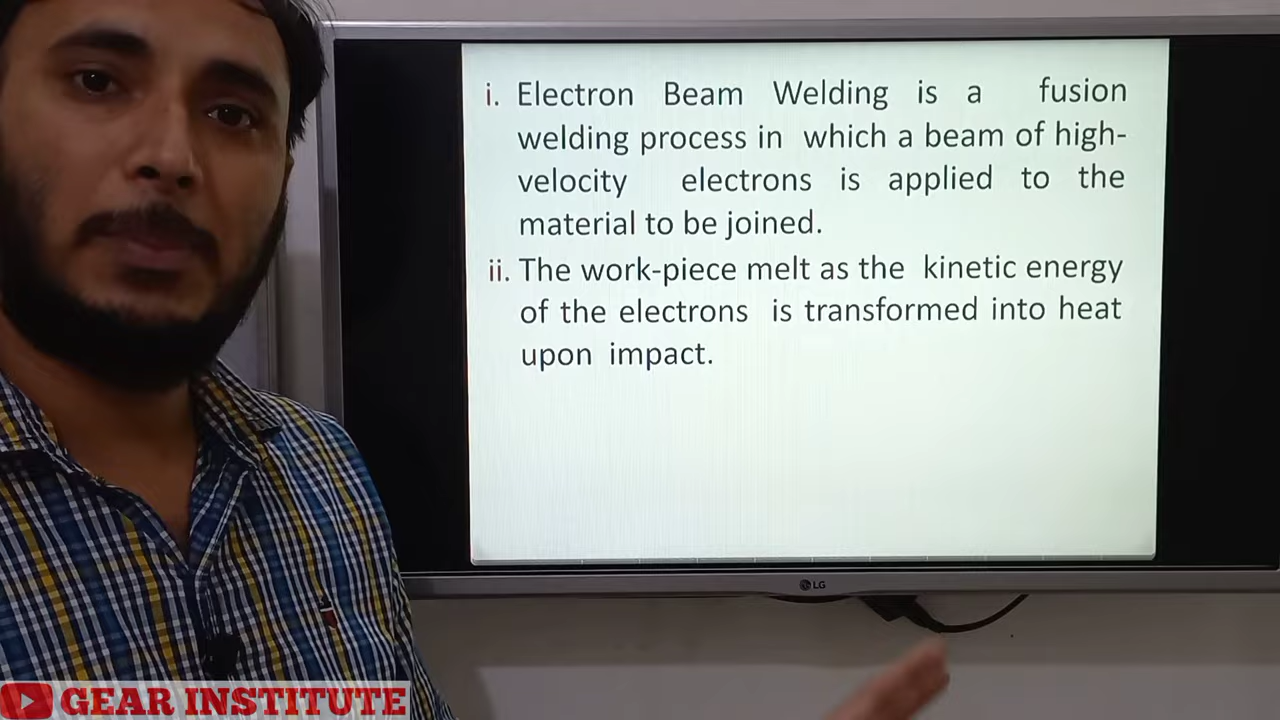 i. Electron Beam Welding is a fusion
welding process in which a beam of high-
velocity electrons is applied to the
material to be joined.
ii. The work-piece melt as the kinetic energy
of the electrons is transformed into heat
upon impact.
LG
GEAR INSTITUTE